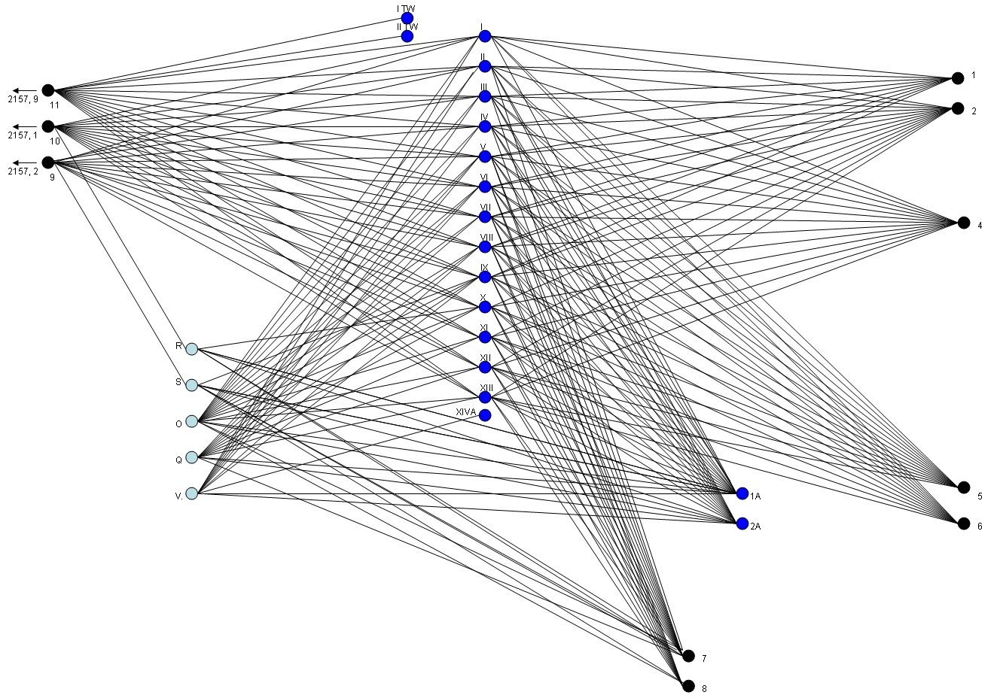 I TW
II TW
I
II
III
IV
V
VI
VII
VIII
IX
X
XI
XII
XIII
XIVA
2157, 9
11
2157, 1
10
2157, 2
9
R
S
O
Q
V.
1
2
4
5
6
1A
2A
7
8